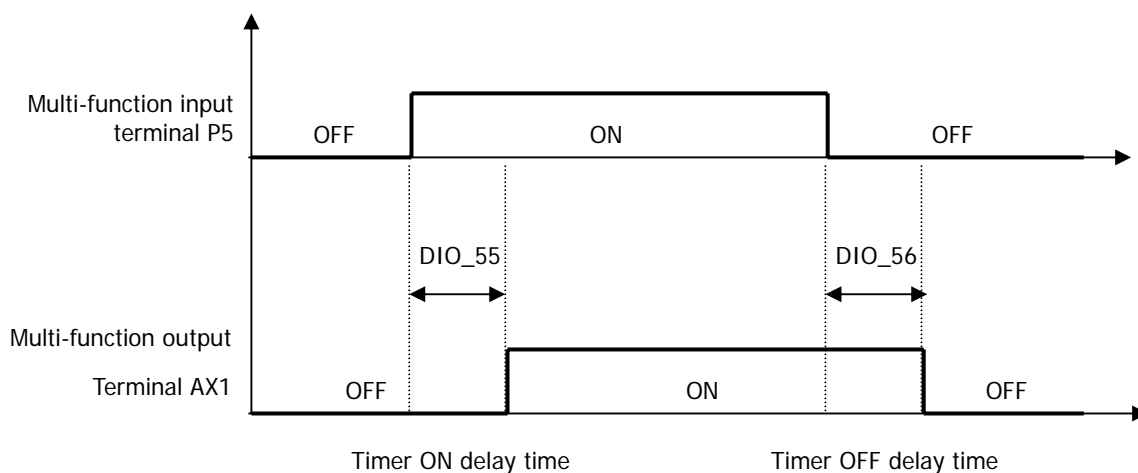 Multi-function input
terminal P5
OFF
ON
OFF
DIO_55
DIO_56
Multi-function output
Terminal AX1
OFF
ON
OFF
Timer ON delay time
Timer OFF delay time